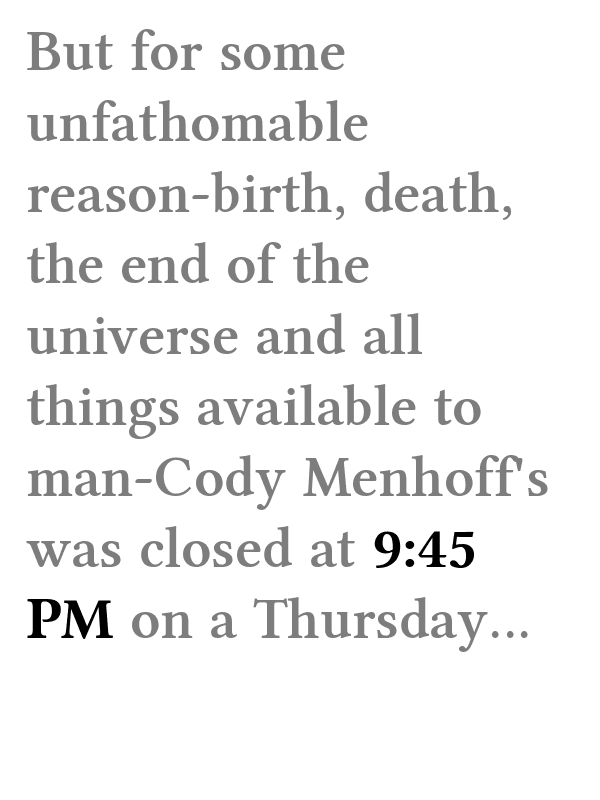 But for some
unfathomable
reason-birth, death,
the end of the
universe and all
things available to
man-Cody Menhoff's
was closed at 9:45
PM on a Thursday...